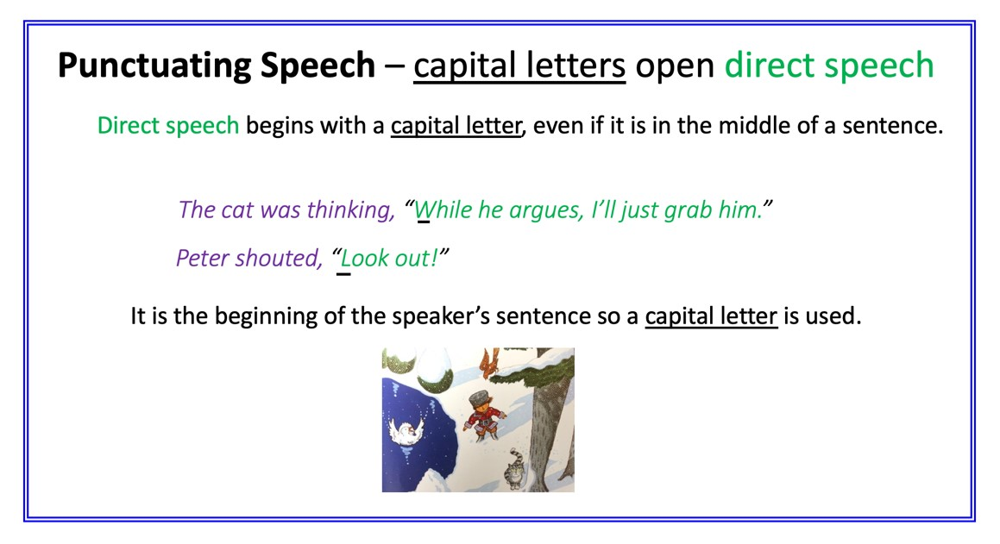 Punctuating Speech – capital letters open direct speech
Direct speech begins with a capital letter, even if it is in the middle of a sentence.
The cat was thinking, “While he argues, I’ll just grab him.”
Peter shouted, “Look out!”
It is the beginning of the speaker’s sentence so a capital letter is used.